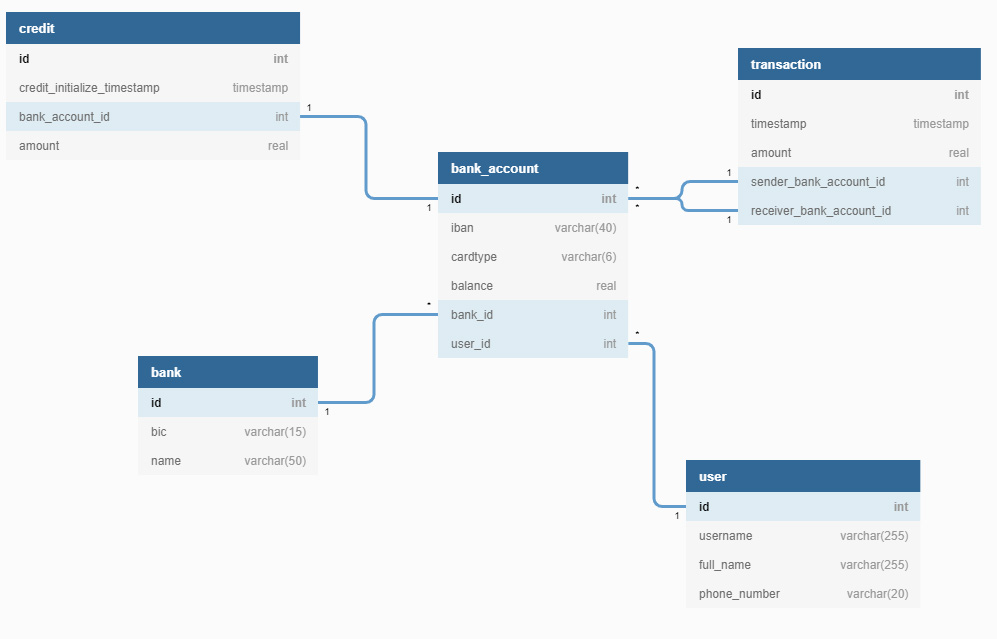 credit
id int
credit_initialize_timestamp timestamp
bank_account_id int
amount real
1
1
bank_account
id int
iban varchar(40)
cardtype varchar(6)
balance real
bank_id int
user_id int
*
*
*
*
transaction
id int
timestamp timestamp
amount real
sender_bank_account_id int
receiver_bank_account_id int
1
1
bank
id int
bic varchar(15)
name varchar(50)
1
user
id int
username varchar(255)
full_name varchar(255)
phone_number varchar(20)
1